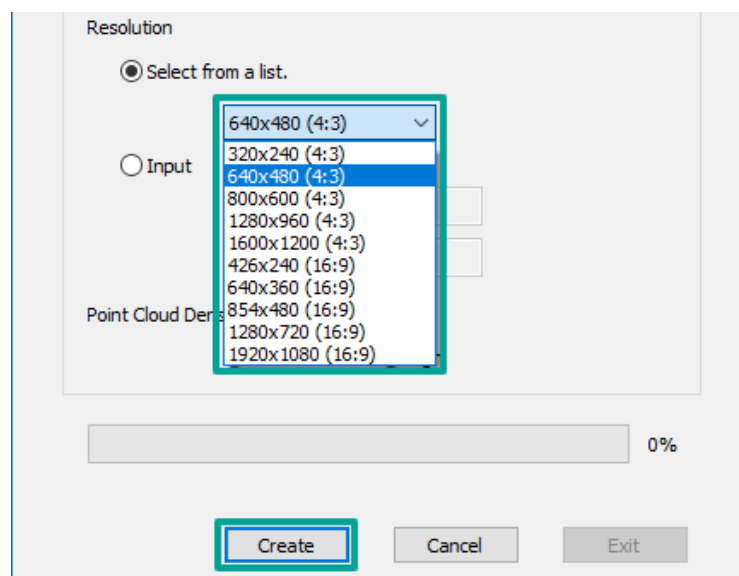 Resolution
Select from a list.
640x480 (4:3)
Input
320x240 (4:3)
640x480 (4:3)
800x600 (4:3)
1280x960 (4:3)
1600x1200 (4:3)
426x240 (16:9)
640x360 (16:9)
854x480 (16:9)
1280x720 (16:9)
1920x1080 (16:9)
Point Cloud
0%
Create Cancel Exit